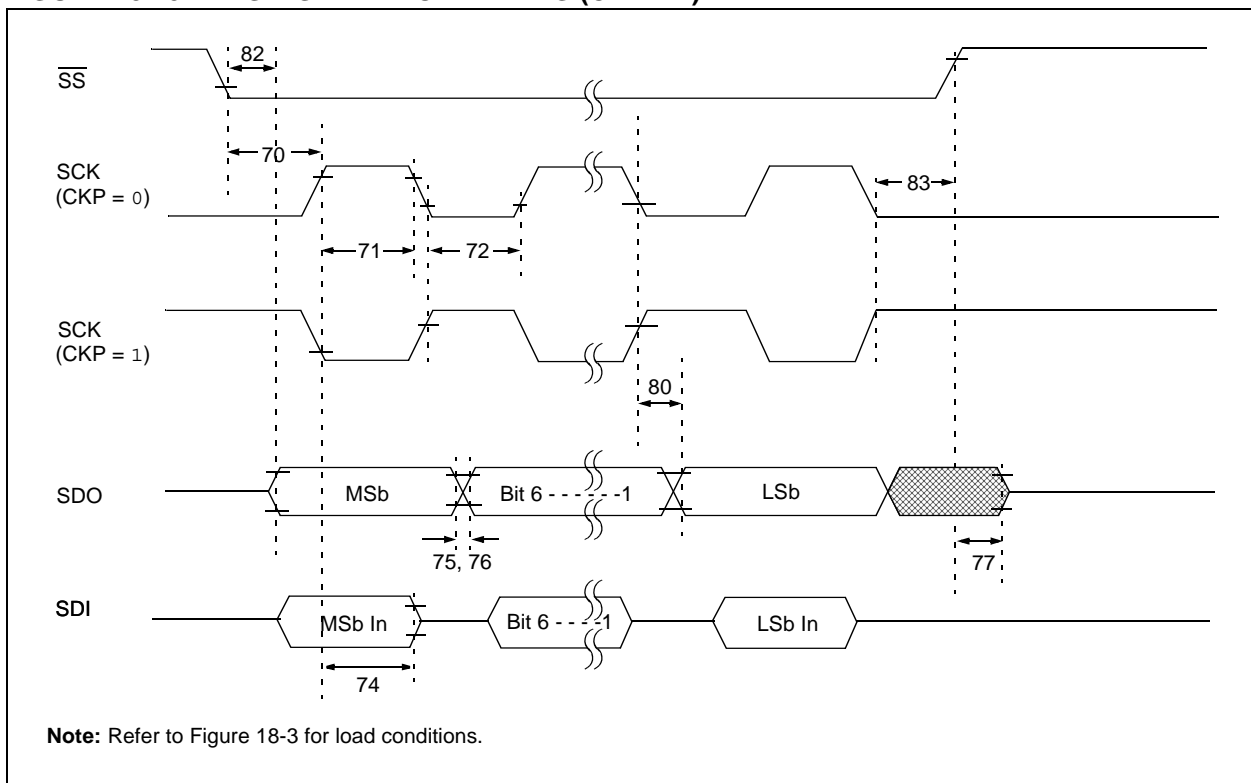 SS
82
70
SCK
(CKP = 0)
83
71
72
SCK
(CKP = 1)
80
SDO
MSb
Bit 6 - - - - - -1
LSb
75, 76
77
SDI
MSb In
Bit 6 - - - -1
LSb In
74
Note: Refer to Figure 18-3 for load conditions.